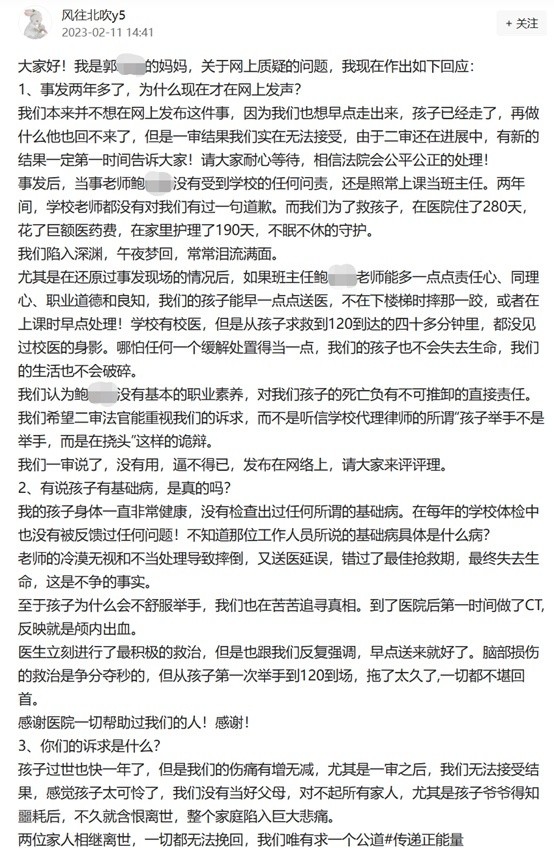 风往北吹y5
2023-02-11 14:41
+ 关注
大家好！我是郭 的妈妈，关于网上质疑的问题，我现在作出如下回应：
1、事发两年多了，为什么现在才在网上发声？
我们本来并不想在网上发布这件事，因为我们也想早点走出来，孩子已经走了，再做
什么他也回不来了，但是一审结果我们实在无法接受，由于二审还在进展中，有新的
结果一定第一时间告诉大家！请大家耐心等待，相信法院会公平公正的处理！
事发后，当事老师鲍 没有受到学校的任何问责，还是照常上课当班主任。两年
间，学校老师都没有对我们有过一句道歉。而我们为了救孩子，在医院住了280天，
花了巨额医药费，在家里护理了190天，不眠不休的守护。
我们陷入深渊，午夜梦回，常常泪流满面。
尤其是在还原过事发现场的情况后，如果班主任鲍 老师能多一点点责任心、同理
心、职业道德和良知，我们的孩子能早一点点送医，不在下楼梯时摔那一跤，或者在
上课时早点处理！学校有校医，但是从孩子求救到120到达的四十多分钟里，都没见
过校医的身影。哪怕任何一个缓解处置得当一点，我们的孩子也不会失去生命，我们
的生活也不会破碎。
我们认为鲍 没有基本的职业素养，对我们孩子的死亡负有不可推卸的直接责任。
我们希望二审法官能重视我们的诉求，而不是听信学校代理律师的所谓“孩子举手不是
举手，而是在挠头”这样的诡辩。
我们一审说了，没有用，逼不得已，发布在网络上，请大家来评评理。
2、有说孩子有基础病，是真的吗？
我的孩子身体一直非常健康，没有检查出过任何所谓的基础病。在每年的学校体检中
也没有被反馈过任何问题！不知道那位工作人员所说的基础病具体是什么病？
老师的冷漠无视和不当处理导致摔倒，又送医延误，错过了最佳抢救期，最终失去生
命，这是不争的事实。
至于孩子为什么会不舒服举手，我们也在苦苦追寻真相。到了医院后第一时间做了CT,
反映就是颅内出血。
医生立刻进行了最积极的救治，但是也跟我们反复强调，早点送来就好了。脑部损伤
的救治是争分夺秒的，但从孩子第一次举手到120到场，拖了太久了,一切都不堪回
首。
感谢医院一切帮助过我们的人！感谢！
3、你们的诉求是什么？
孩子过世也快一年了，但是我们的伤痛有增无减，尤其是一审之后，我们无法接受结
果，感觉孩子太可怜了，我们没有当好父母，对不起所有家人，尤其是孩子爷爷得知
噩耗后，不久就含恨离世，整个家庭陷入巨大悲痛。
两位家人相继离世，一切都无法挽回，我们唯有求一个公道#传递正能量